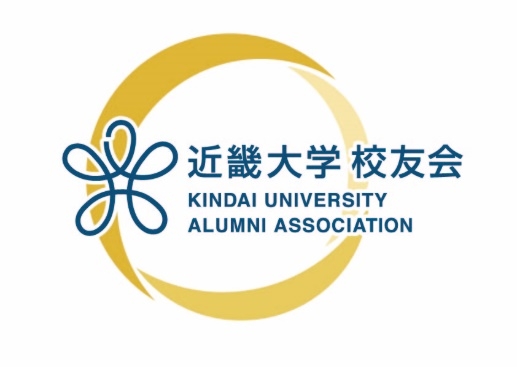 近畿大学 校友会
KINDAI UNIVERSITY
ALUMNI ASSOCIATION